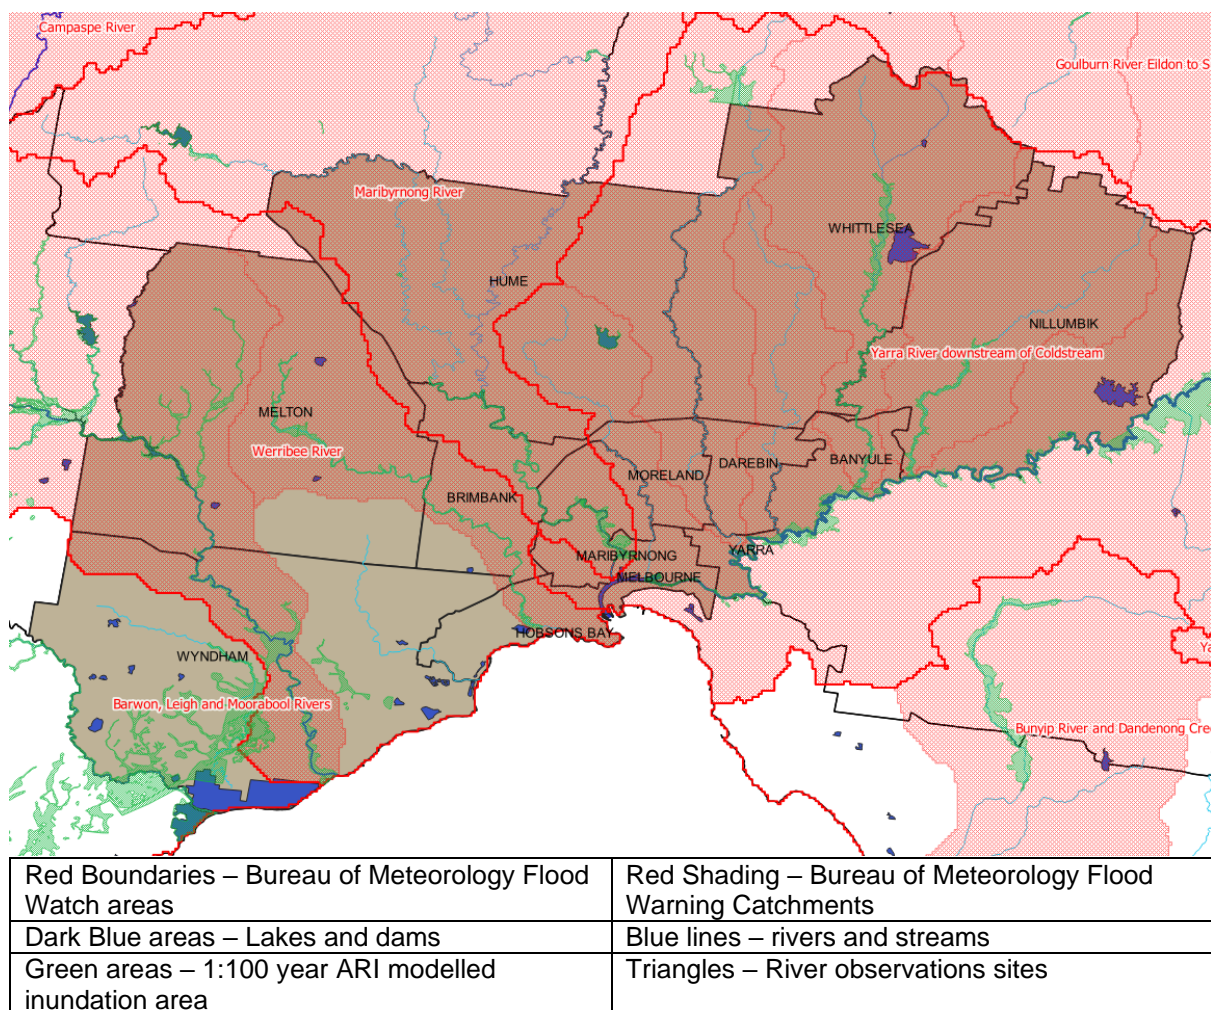 Campaspe River
Goulburn River Eildon to S
Maribyrnong River
WHITTLESEA
HUME
NILLUMBIK
Yarra River downstream of Coldstream
MELTON
Werribee River
BANYULE
DAREBIN
MORELAND
BRIMBANK
YARRA
MARIBYRNONG
MELBOURNE
HOBSONS BAY
Ya
WYNDHAM
Barwon, Leigh and Moorabool Rivers
Bunyip River and Dandenong Cree
Red Boundaries – Bureau of Meteorology Flood
Watch areas
Red Shading – Bureau of Meteorology Flood
Warning Catchments
Dark Blue areas – Lakes and dams
Blue lines – rivers and streams
Green areas – 1:100 year ARI modelled
inundation area
Triangles – River observations sites